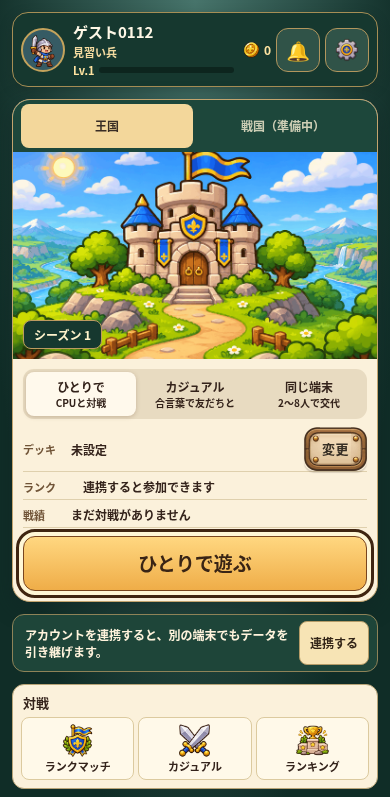 ゲスト0112
見習い兵
Lv.1
0
王国
戦国（準備中）
シーズン 1
ひとりで
CPUと対戦
カジュアル
合言葉で友だちと
同じ端末
2〜8人で交代
デッキ 未設定
変更
ランク 連携すると参加できます
戦績 まだ対戦がありません
ひとりで遊ぶ
アカウントを連携すると、別の端末でもデータを
引き継げます。
連携する
対戦
ランクマッチ
カジュアル
ランキング